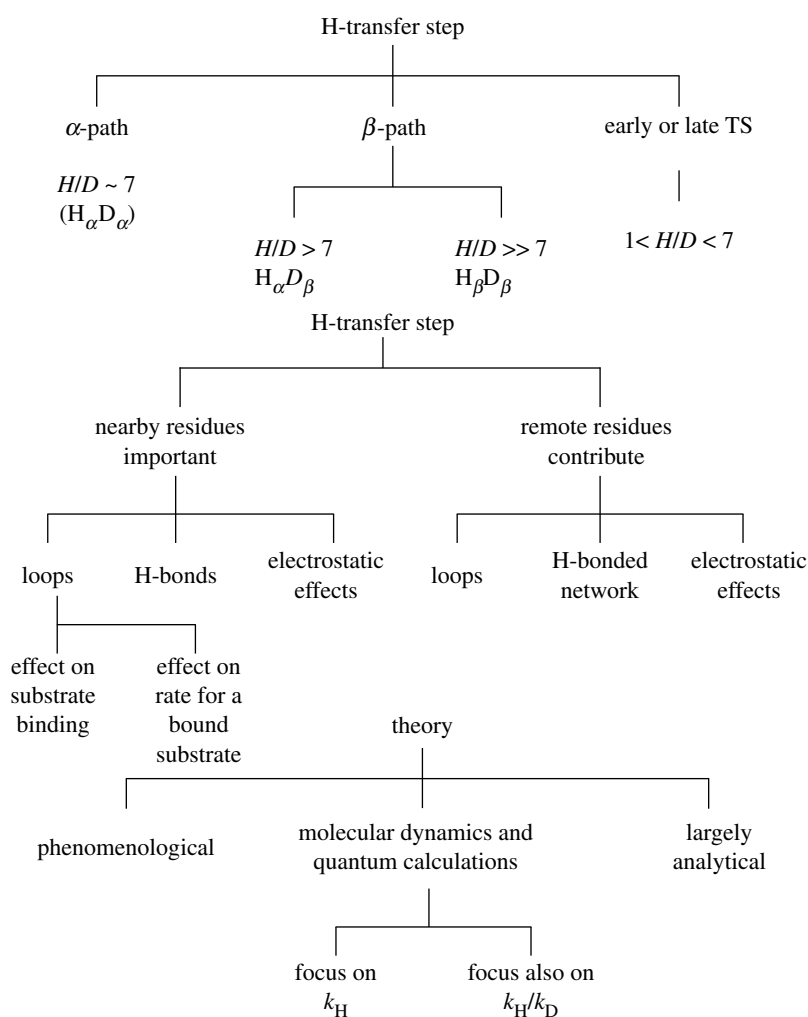 H-transfer step
α-path
β-path
early or late TS
H/D ~ 7
(HαDα)
H/D > 7
HαDβ
H/D >> 7
HβDβ
1< H/D < 7
H-transfer step
nearby residues
important
remote residues
contribute
loops
H-bonds
electrostatic
effects
loops
H-bonded
network
electrostatic
effects
effect on
substrate
binding
effect on
rate for a
bound
substrate
theory
phenomenological
molecular dynamics and
quantum calculations
largely
analytical
focus on
kH
focus also on
kH/kD